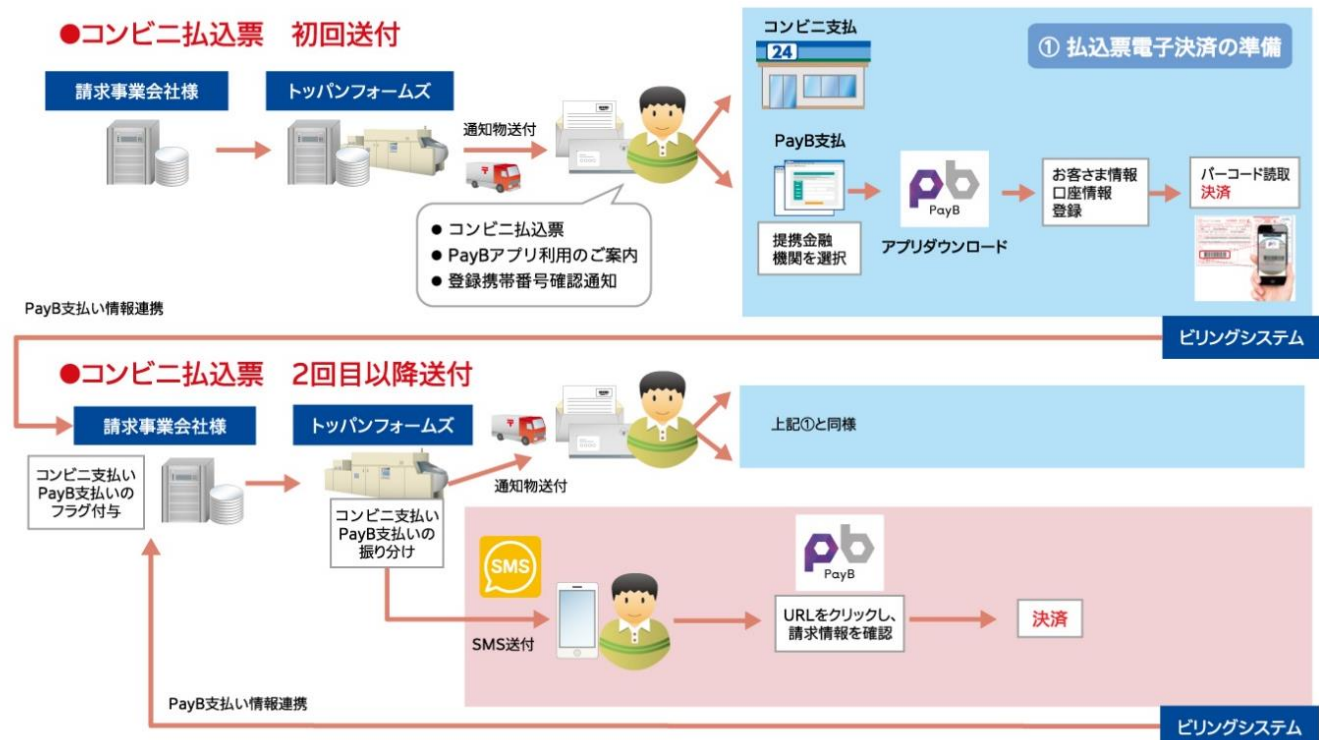 ●コンビニ払込票 初回送付
請求事業会社様
トッパンフォームズ
通知物送付
● コンビニ払込票
● PayBアプリ利用のご案内
● 登録携帯番号確認通知
① 払込票電子決済の準備
コンビニ支払
24
PayB支払
提携金融
機関を選択
pb
PayB
アプリダウンロード
お客さま情報
口座情報
登録
バーコード読取
決済
PayB支払い情報連携
ビリングシステム
●コンビニ払込票 2回目以降送付
請求事業会社様
コンビニ支払い
PayB支払いの
フラグ付与
トッパンフォームズ
コンビニ支払い
PayB支払いの
振り分け
通知物送付
上記①と同様
SMS
SMS送付
pb
PayB
URLをクリックし、
請求情報を確認
決済
PayB支払い情報連携
ビリングシステム